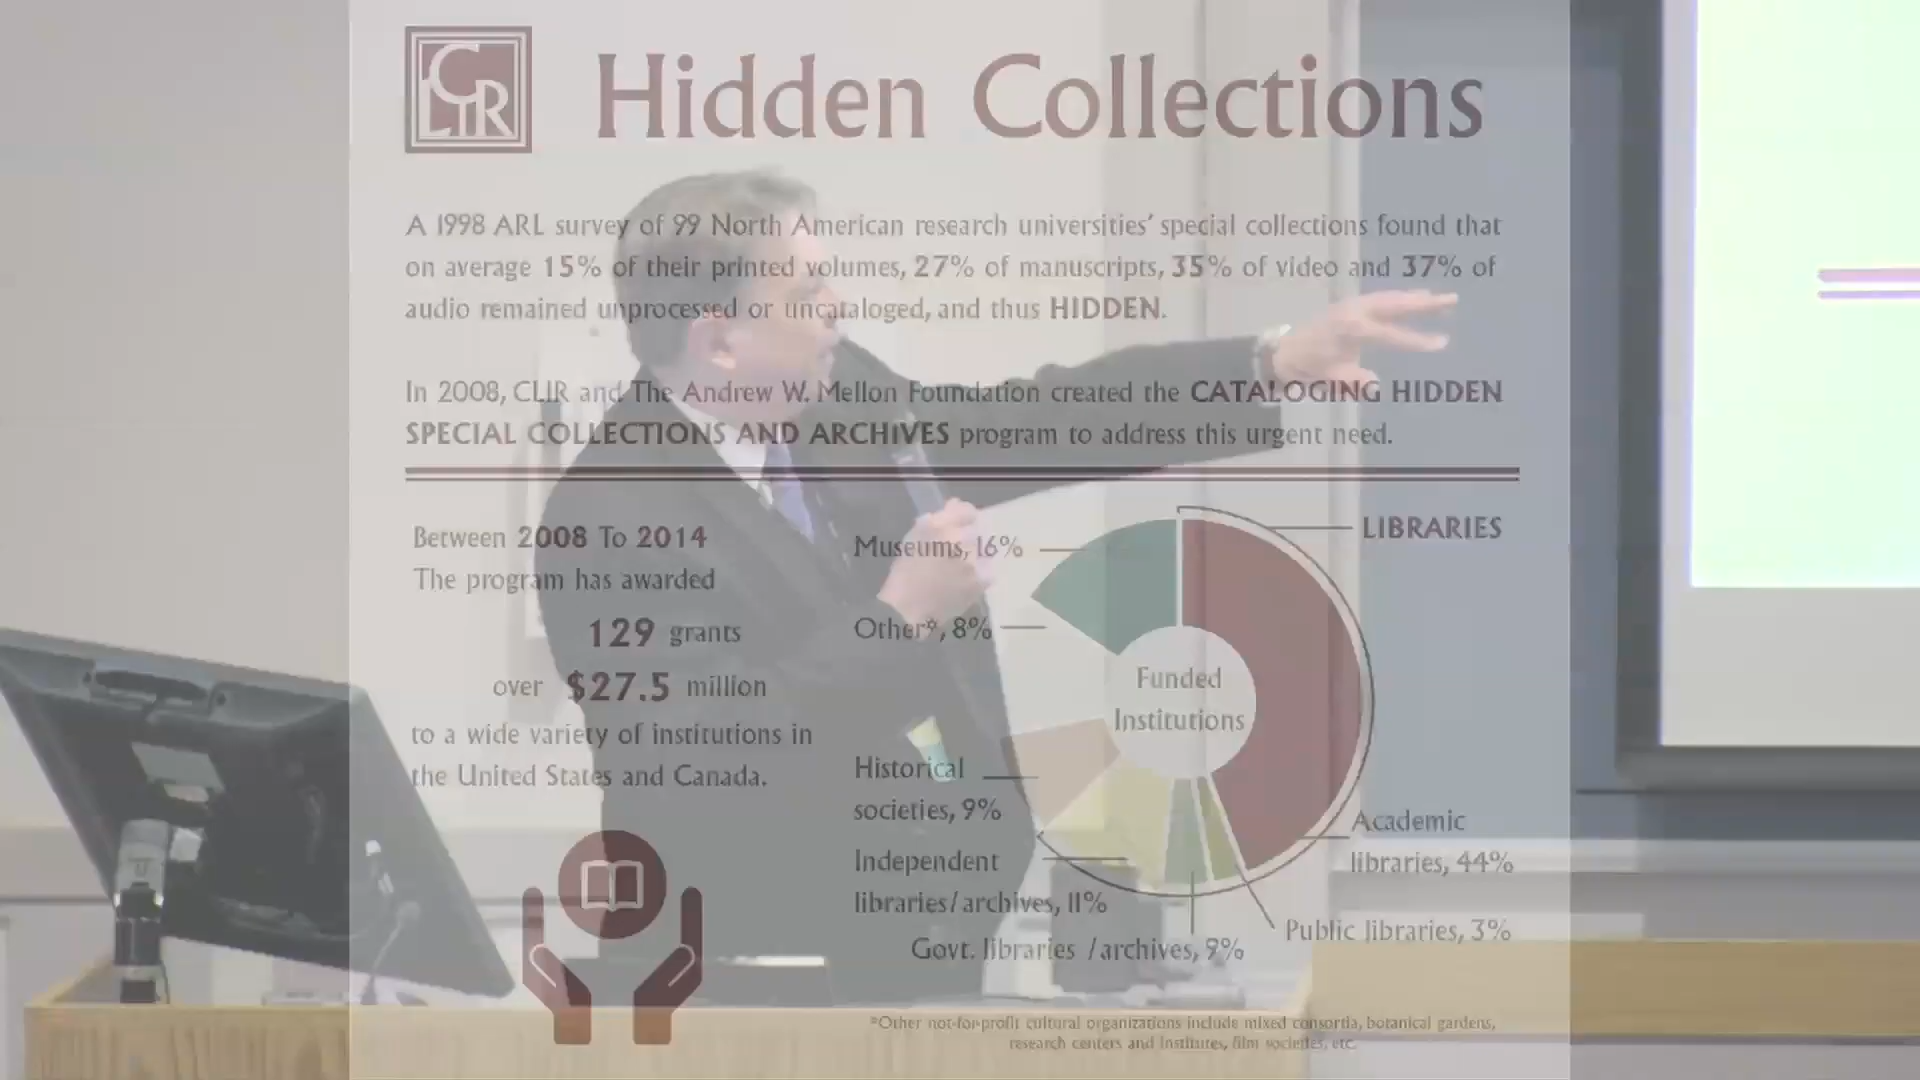 CLIR
Hidden Collections
A 1998 ARL survey of 99 North American research universities' special collections found that
on average 15% of their printed volumes, 27% of manuscripts, 35% of video and 37% of
audio remained unprocessed or uncataloged, and thus HIDDEN.
In 2008, CLIR and The Andrew W. Mellon Foundation created the CATALOGING HIDDEN
SPECIAL COLLECTIONS AND ARCHIVES program to address this urgent need.
Between 2008 To 2014
The program has awarded
129 grants
over $27.5 million
to a wide variety of institutions in
the United States and Canada.
LIBRARIES
Museums, 16%
Other*, 8%
Funded
Institutions
Historical
societies, 9%
Independent
libraries/archives, 11%
Govt. libraries /archives, 9%
Academic
libraries, 44%
Public libraries, 3%
*Other not-for-profit cultural organizations include mixed consortia, botanical gardens,
research centers and institutes, film societies, etc.